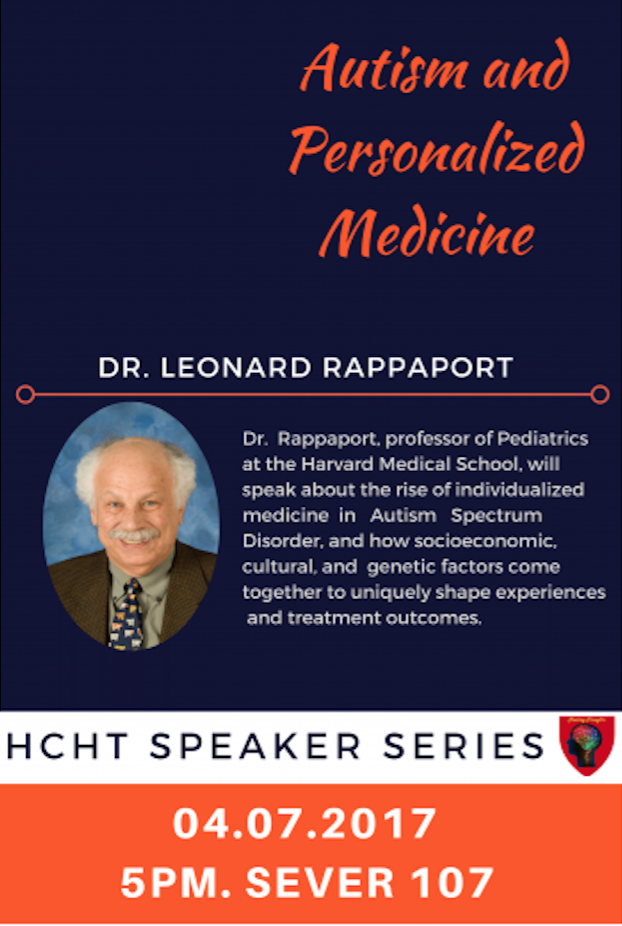 Autism and
Personalized
Medicine
DR. LEONARD RAPPAPORT
Dr. Rappaport, professor of Pediatrics
at the Harvard Medical School, will
speak about the rise of individualized
medicine in Autism Spectrum
Disorder, and how socioeconomic,
cultural, and genetic factors come
together to uniquely shape experiences
and treatment outcomes.
HCHT SPEAKER SERIES
04.07.2017
5PM. SEVER 107